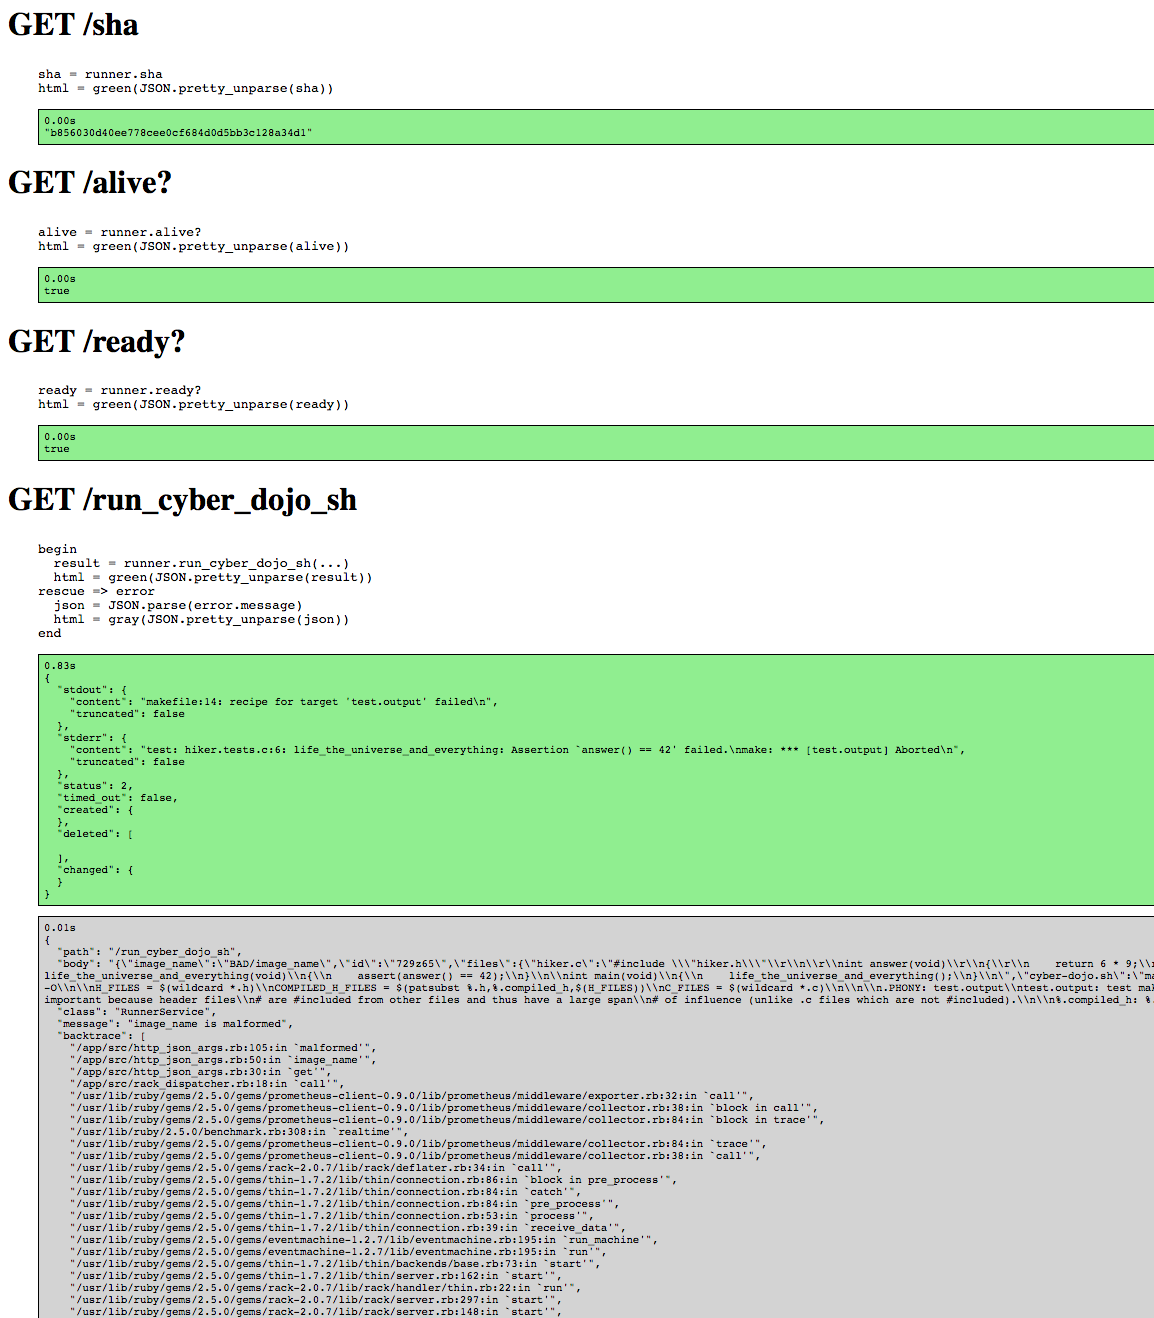 GET /sha
sha = runner.sha
html = green(JSON.pretty_unparse(sha))
0.00s
"b856030d40ee778cee0cf684d0d5bb3c128a34d1"
GET /alive?
alive = runner.alive?
html = green(JSON.pretty_unparse(alive))
0.00s
true
GET /ready?
ready = runner.ready?
html = green(JSON.pretty_unparse(ready))
0.00s
true
GET /run_cyber_dojo_sh
begin
  result = runner.run_cyber_dojo_sh(...)
  html = green(JSON.pretty_unparse(result))
rescue => error
  json = JSON.parse(error.message)
  html = gray(JSON.pretty_unparse(json))
end
0.83s
{
  "stdout": {
    "content": "makefile:14: recipe for target 'test.output' failed\n",
    "truncated": false
  },
  "stderr": {
    "content": "test: hiker.tests.c:6: life_the_universe_and_everything: Assertion `answer() == 42' failed.\nmake: *** [test.output] Aborted\n",
    "truncated": false
  },
  "status": 2,
  "timed_out": false,
  "created": {
  },
  "deleted": [
  ],
  "changed": {
  }
}
0.01s
{
  "path": "/run_cyber_dojo_sh",
  "body": "{\"image_name\":\"BAD/image_name\",\"id\":\"729z65\",\"files\":{\"hiker.c\":\"#include \\\"hiker.h\\\"\\r\\n\\r\\nint answer(void)\\r\\n{\\r\\n    return 6 * 9;\\r
life_the_universe_and_everything(void)\\n{\\n    assert(answer() == 42);\\n}\\n\\nint main(void)\\n{\\n    life_the_universe_and_everything();\\n}\\n\",\"cyber-dojo.sh\":\"ma
-O\\n\\nH_FILES = $(wildcard *.h)\\nCOMPILED_H_FILES = $(patsubst %.h,%.compiled_h,$(H_FILES))\\nC_FILES = $(wildcard *.c)\\n\\n\\n.PHONY: test.output\\ntest.output: test mak
important because header files\\n# are #included from other files and thus have a large span\\n# of influence (unlike .c files which are not #included).\\n\\n%.compiled_h: %.
  "class": "RunnerService",
  "message": "image_name is malformed",
  "backtrace": [
    "/app/src/http_json_args.rb:105:in `malformed'",
    "/app/src/http_json_args.rb:50:in `image_name'",
    "/app/src/http_json_args.rb:30:in `get'",
    "/app/src/rack_dispatcher.rb:18:in `call'",
    "/usr/lib/ruby/gems/2.5.0/gems/prometheus-client-0.9.0/lib/prometheus/middleware/exporter.rb:32:in `call'",
    "/usr/lib/ruby/gems/2.5.0/gems/prometheus-client-0.9.0/lib/prometheus/middleware/collector.rb:38:in `block in call'",
    "/usr/lib/ruby/gems/2.5.0/gems/prometheus-client-0.9.0/lib/prometheus/middleware/collector.rb:84:in `block in trace'",
    "/usr/lib/ruby/2.5.0/benchmark.rb:308:in `realtime'",
    "/usr/lib/ruby/gems/2.5.0/gems/prometheus-client-0.9.0/lib/prometheus/middleware/collector.rb:84:in `trace'",
    "/usr/lib/ruby/gems/2.5.0/gems/prometheus-client-0.9.0/lib/prometheus/middleware/collector.rb:38:in `call'",
    "/usr/lib/ruby/gems/2.5.0/gems/rack-2.0.7/lib/rack/deflater.rb:34:in `call'",
    "/usr/lib/ruby/gems/2.5.0/gems/thin-1.7.2/lib/thin/connection.rb:86:in `block in pre_process'",
    "/usr/lib/ruby/gems/2.5.0/gems/thin-1.7.2/lib/thin/connection.rb:84:in `catch'",
    "/usr/lib/ruby/gems/2.5.0/gems/thin-1.7.2/lib/thin/connection.rb:84:in `pre_process'",
    "/usr/lib/ruby/gems/2.5.0/gems/thin-1.7.2/lib/thin/connection.rb:53:in `process'",
    "/usr/lib/ruby/gems/2.5.0/gems/thin-1.7.2/lib/thin/connection.rb:39:in `receive_data'",
    "/usr/lib/ruby/gems/2.5.0/gems/eventmachine-1.2.7/lib/eventmachine.rb:195:in `run_machine'",
    "/usr/lib/ruby/gems/2.5.0/gems/eventmachine-1.2.7/lib/eventmachine.rb:195:in `run'",
    "/usr/lib/ruby/gems/2.5.0/gems/thin-1.7.2/lib/thin/backends/base.rb:73:in `start'",
    "/usr/lib/ruby/gems/2.5.0/gems/thin-1.7.2/lib/thin/server.rb:162:in `start'",
    "/usr/lib/ruby/gems/2.5.0/gems/rack-2.0.7/lib/rack/handler/thin.rb:22:in `run'",
    "/usr/lib/ruby/gems/2.5.0/gems/rack-2.0.7/lib/rack/server.rb:297:in `start'",
    "/usr/lib/ruby/gems/2.5.0/gems/rack-2.0.7/lib/rack/server.rb:148:in `start'",